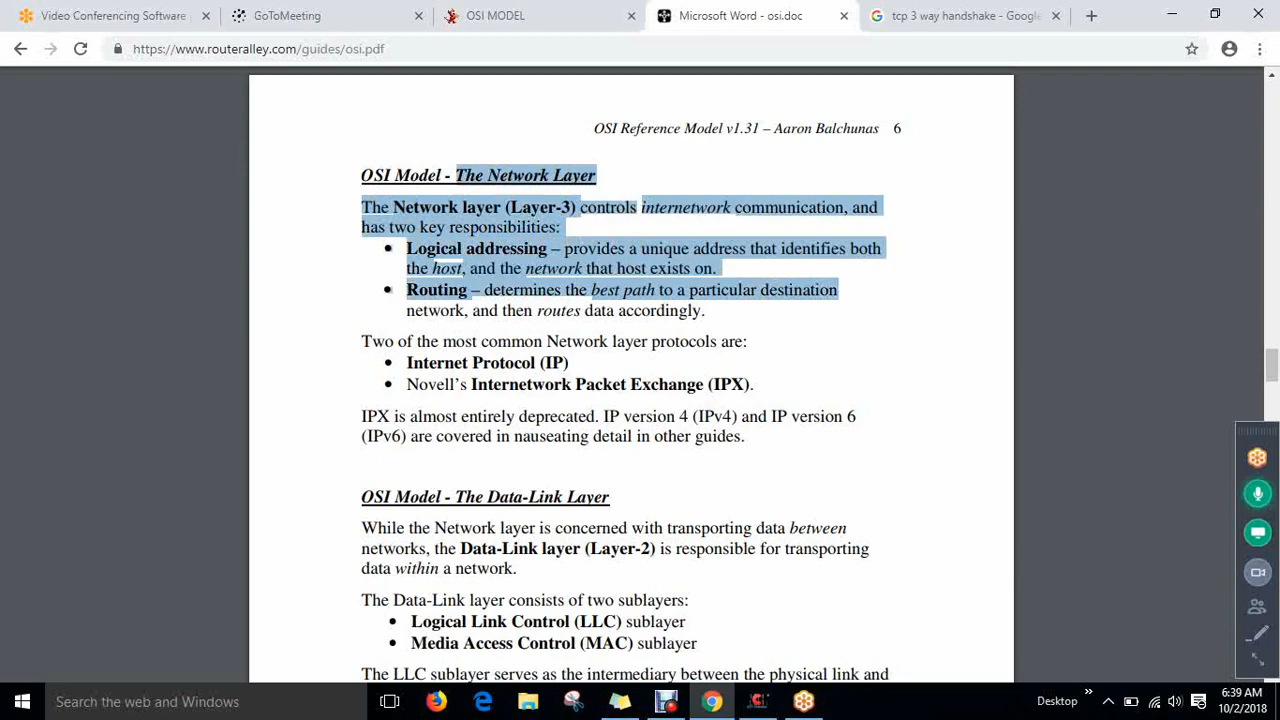 Video Conferencing Software
GoToMeeting
OSI MODEL
Microsoft Word - osi.doc
tcp 3 way handshake - Google
https://www.routeralley.com/guides/osi.pdf
OSI Reference Model v1.31 – Aaron Balchunas 6
OSI Model - The Network Layer
The Network layer (Layer-3) controls internetwork communication, and
has two key responsibilities:
• Logical addressing – provides a unique address that identifies both
the host, and the network that host exists on.
• Routing – determines the best path to a particular destination
network, and then routes data accordingly.
Two of the most common Network layer protocols are:
• Internet Protocol (IP)
• Novell’s Internetwork Packet Exchange (IPX).
IPX is almost entirely deprecated. IP version 4 (IPv4) and IP version 6
(IPv6) are covered in nauseating detail in other guides.
OSI Model - The Data-Link Layer
While the Network layer is concerned with transporting data between
networks, the Data-Link layer (Layer-2) is responsible for transporting
data within a network.
The Data-Link layer consists of two sublayers:
• Logical Link Control (LLC) sublayer
• Media Access Control (MAC) sublayer
The LLC sublayer serves as the intermediary between the physical link and
Search the web and Windows
Desktop
6:39 AM
10/2/2018